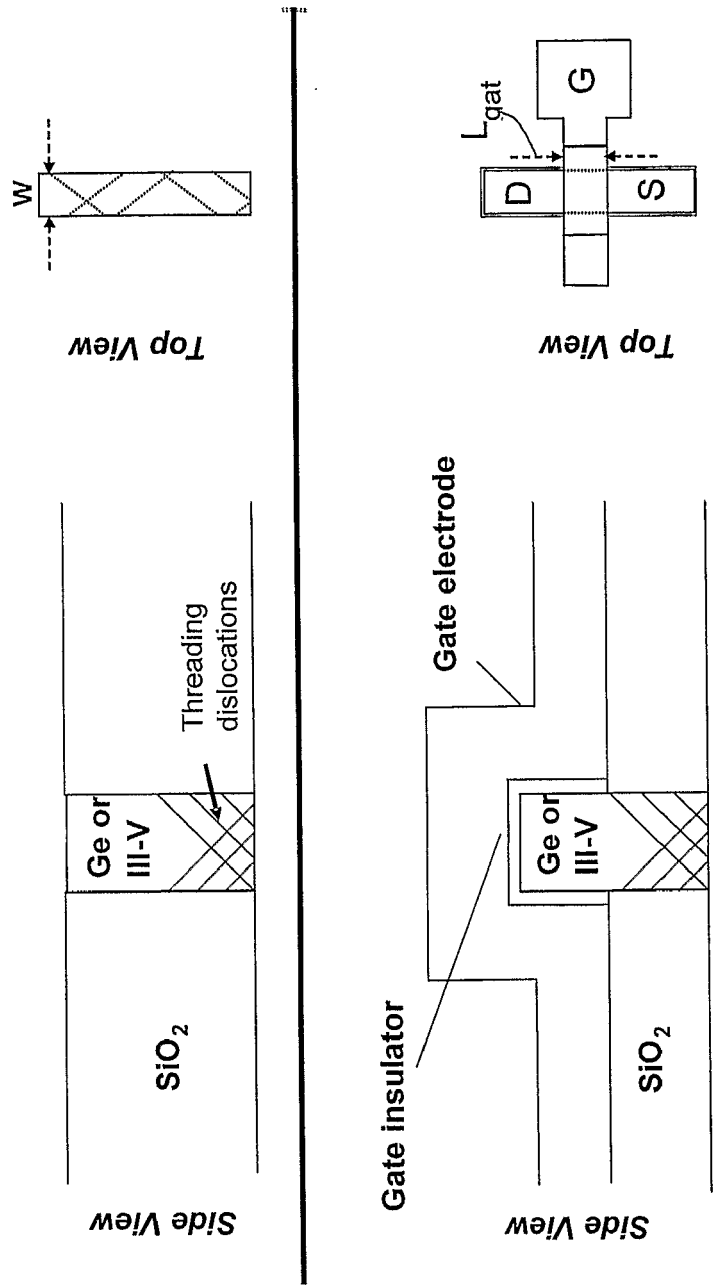 Side View
SiO2
Ge or
III-V
Threading
dislocations
Top View
W
Side View
Gate insulator
SiO2
Ge or
III-V
Gate electrode
Top View
D
S
G
Lgat